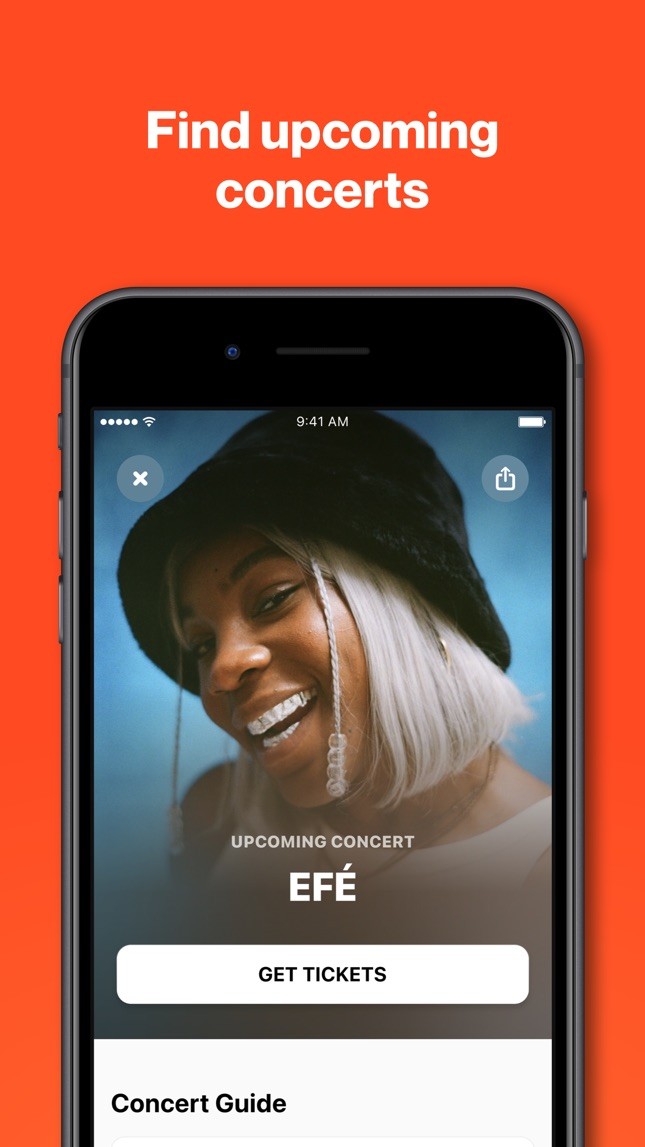 Find upcoming
concerts
9:41 AM
UPCOMING CONCERT
EFÉ
GET TICKETS
Concert Guide